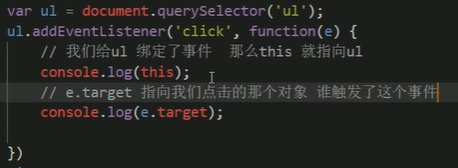 var ul = document.querySelector('ul');
ul.addEventListener('click', function(e) {
// 我们给ul 绑定了事件 那么this 就指向ul
console.log(this);
// e.target 指向我们点击的那个对象 谁触发了这个事件
console.log(e.target);
})